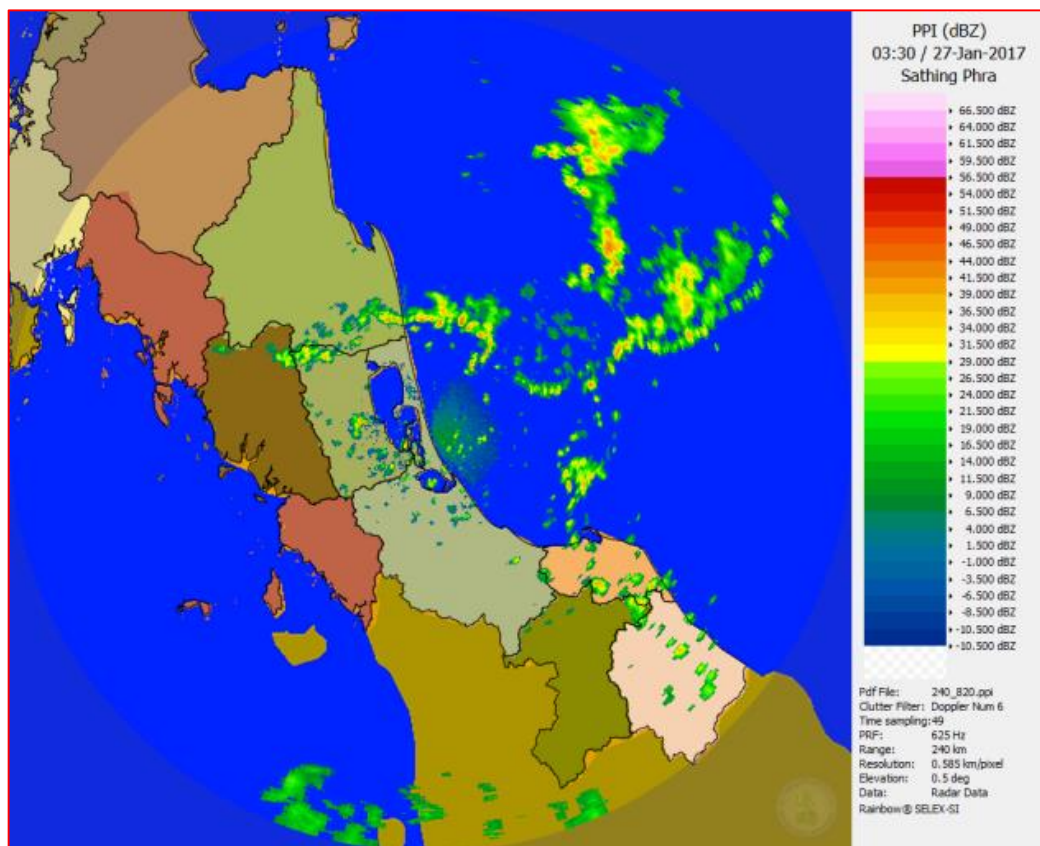 PPI (dBZ)
03:30 / 27-Jan-2017
Sathing Phra
66.500 dBZ
64.000 dBZ
61.500 dBZ
59.500 dBZ
56.500 dBZ
54.000 dBZ
51.500 dBZ
49.000 dBZ
46.500 dBZ
44.000 dBZ
41.500 dBZ
39.000 dBZ
36.500 dBZ
34.000 dBZ
31.500 dBZ
29.000 dBZ
26.500 dBZ
24.000 dBZ
21.500 dBZ
19.000 dBZ
16.500 dBZ
14.000 dBZ
11.500 dBZ
9.000 dBZ
6.500 dBZ
4.000 dBZ
1.500 dBZ
-1.000 dBZ
-3.500 dBZ
-6.500 dBZ
-8.500 dBZ
-10.500 dBZ
-10.500 dBZ
Pdf File: 240_820.ppi
Clutter Filter: Doppler Num 6
Time sampling:49
PRF: 625 Hz
Range: 240 km
Resolution: 0.585 km/pixel
Elevation: 0.5 deg
Data: Radar Data
Rainbow® SELEX-SI